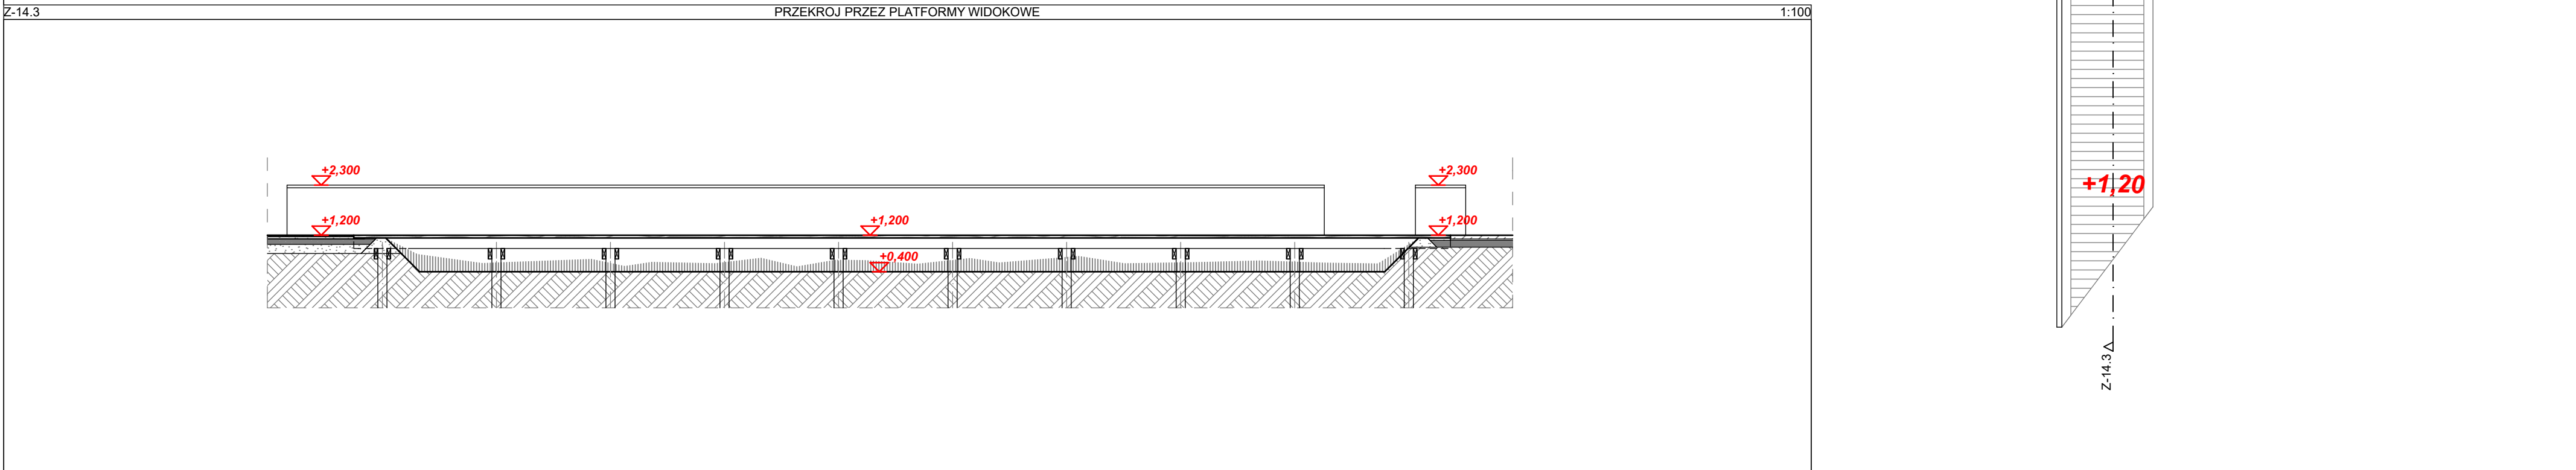 Z-14.3 PRZEKROJ PRZEZ PLATFORMY WIDOKOWE 1:100
+2,300 +2,300
+1,200 +1,200 +1,200
+0,400
+1,20
Z-14.3